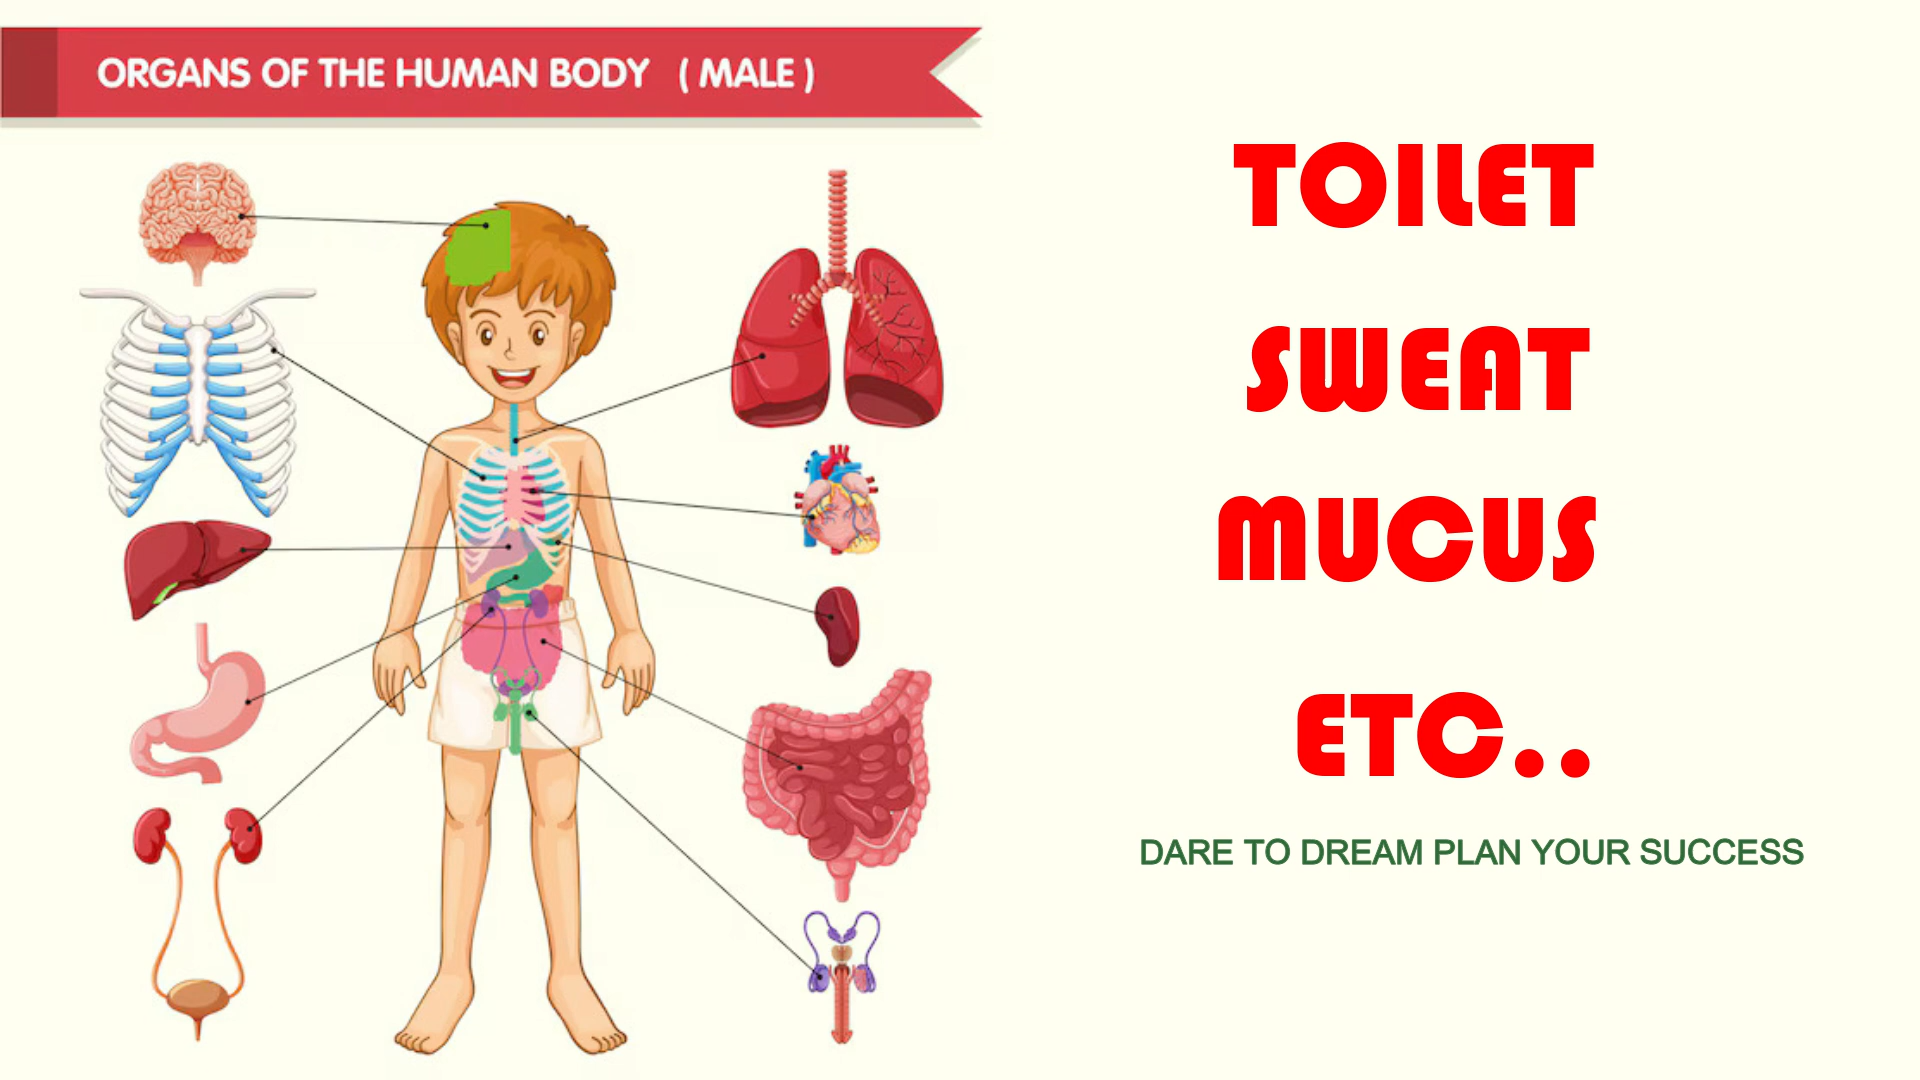 ORGANS OF THE HUMAN BODY ( MALE )
TOILET
SWEAT
MUCUS
ETC..
DARE TO DREAM PLAN YOUR SUCCESS